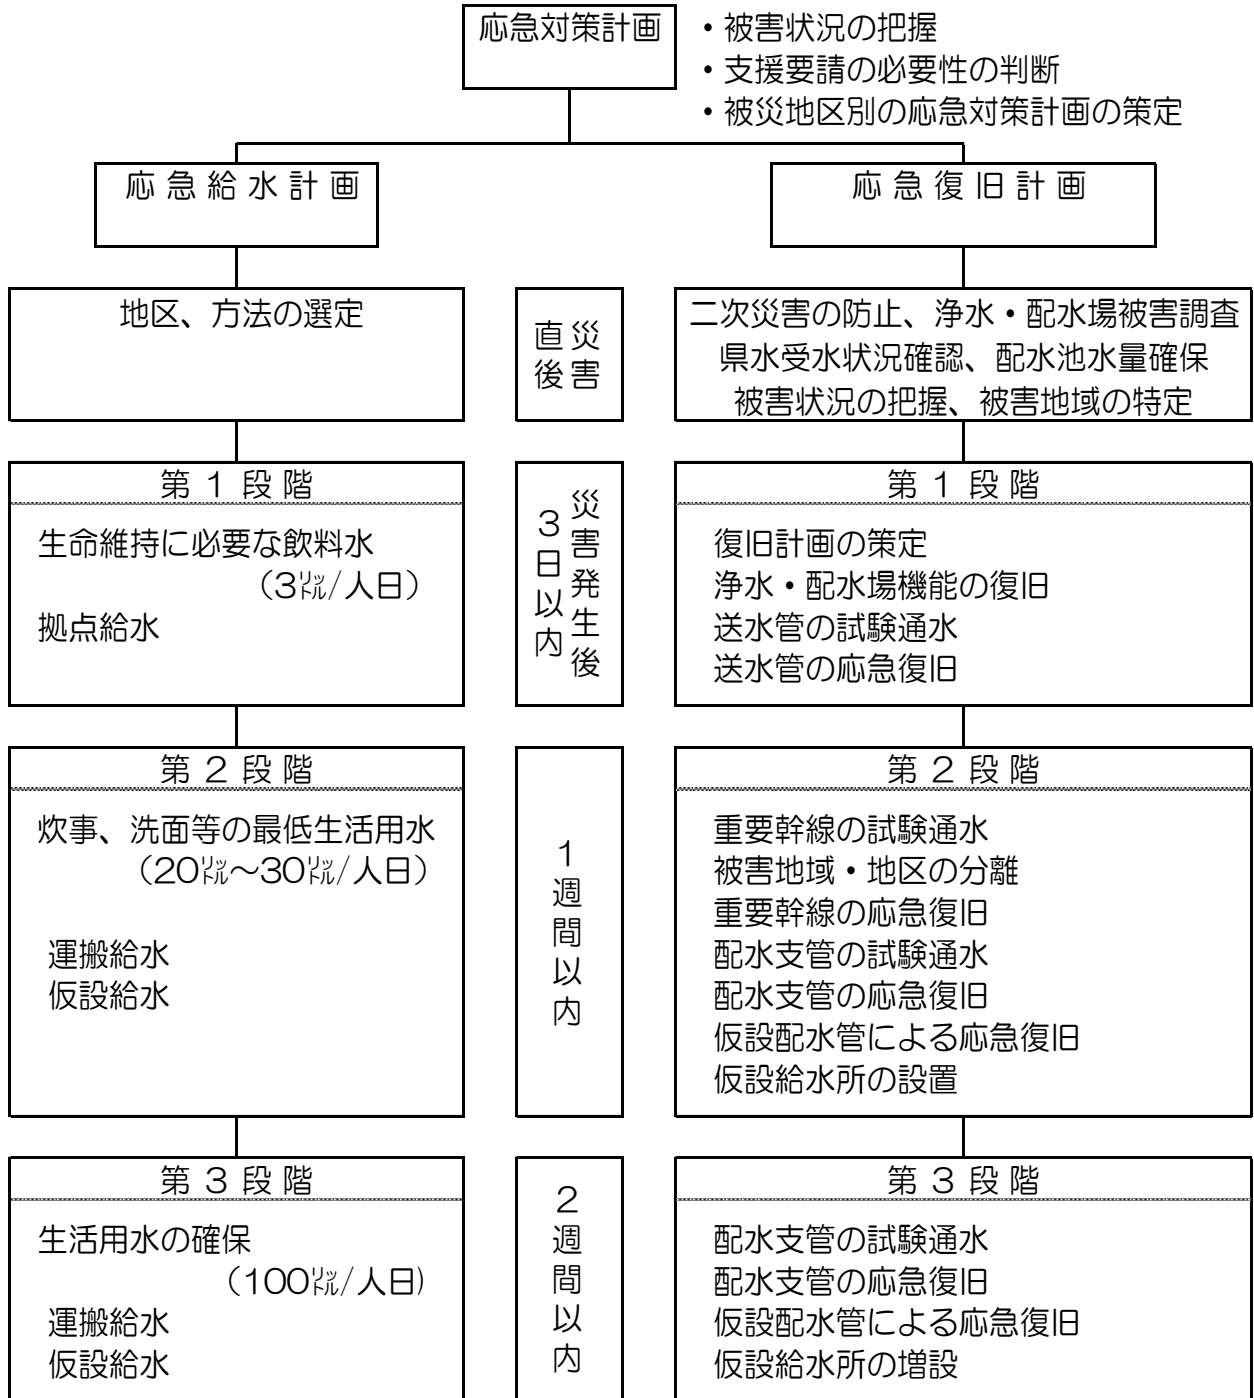 応急対策計画
・被害状況の把握
・支援要請の必要性の判断
・被災地区別の応急対策計画の策定
応急給水計画
応急復旧計画
地区、方法の選定
災害
直後
二次災害の防止、浄水・配水場被害調査
県水受水状況確認、配水池水量確保
被害状況の把握、被害地域の特定
第1段階
生命維持に必要な飲料水
（3㍑/人日）
拠点給水
災害発生後
3日以内
第1段階
復旧計画の策定
浄水・配水場機能の復旧
送水管の試験通水
送水管の応急復旧
第2段階
炊事、洗面等の最低生活用水
（20㍑～30㍑/人日）
運搬給水
仮設給水
1週間以内
第2段階
重要幹線の試験通水
被害地域・地区の分離
重要幹線の応急復旧
配水支管の試験通水
配水支管の応急復旧
仮設配水管による応急復旧
仮設給水所の設置
第3段階
生活用水の確保
（100㍑/人日）
運搬給水
仮設給水
2週間以内
第3段階
配水支管の試験通水
配水支管の応急復旧
仮設配水管による応急復旧
仮設給水所の増設